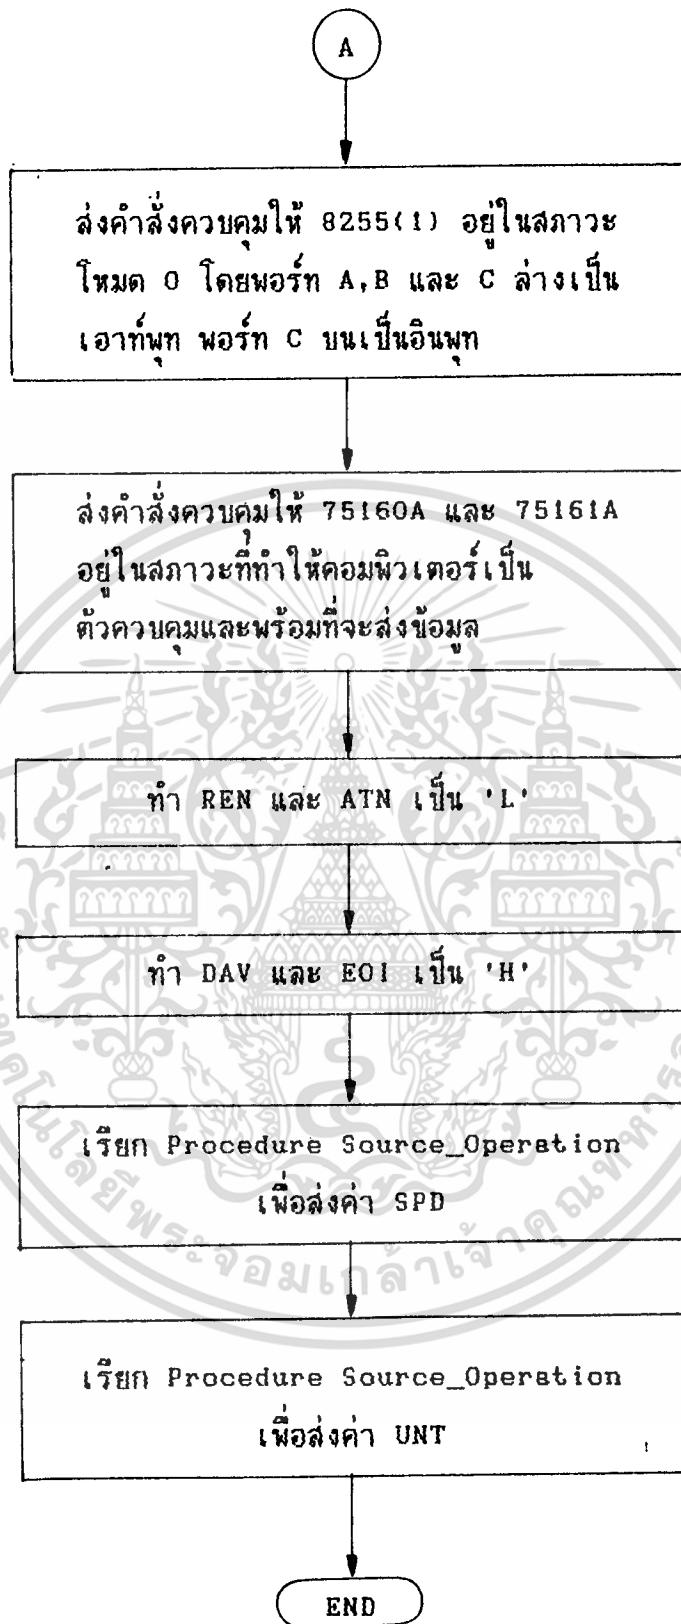 A
ส่งคำสั่งควบคุมให้ 8255(1) อยู่ในสภาวะ
โหมด 0 โดยพอร์ท A,B และ C ล่างเป็น
เอาท์พุท พอร์ท C บนเป็นอินพุท
ส่งคำสั่งควบคุมให้ 75160A และ 75161A
อยู่ในสภาวะที่ทำให้คอมพิวเตอร์เป็น
ตัวควบคุมและพร้อมที่จะส่งข้อมูล
ทำ REN และ ATN เป็น 'L'
ทำ DAV และ EOI เป็น 'H'
เรียก Procedure Source_Operation
เพื่อส่งค่า SPD
เรียก Procedure Source_Operation
เพื่อส่งค่า UNT
END